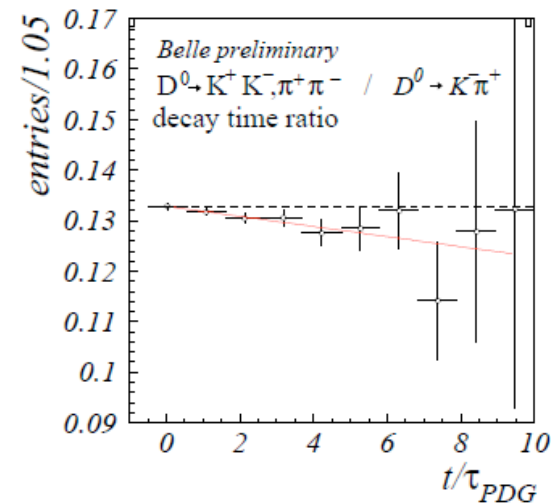 entries/1.05
0.17
0.16
0.15
0.14
0.13
0.12
0.11
0.1
0.09
Belle preliminary
D⁰→K⁺K⁻,π⁺π⁻ / D⁰→K⁻π⁺
decay time ratio
0 2 4 6 8 10
t/τPDG